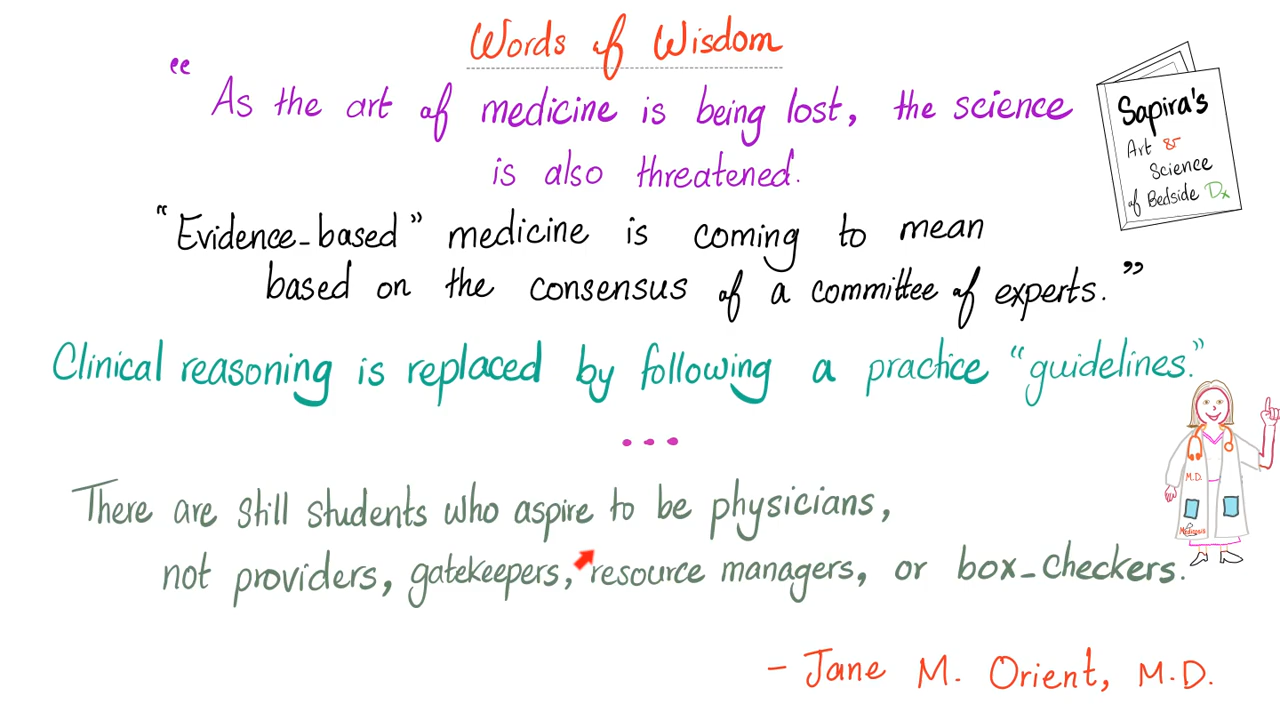 Words of Wisdom
“ As the art of medicine is being lost, the science
is also threatened.
“Evidence-based” medicine is coming to mean
based on the consensus of a committee of experts.”
Clinical reasoning is replaced by following a practice “guidelines.”
...
There are still students who aspire to be physicians,
not providers, gatekeepers, resource managers, or box-checkers.
- Jane M. Orient, M.D.
Sapira's
Art &
Science
of Bedside Dx
M.D.
Medicosis